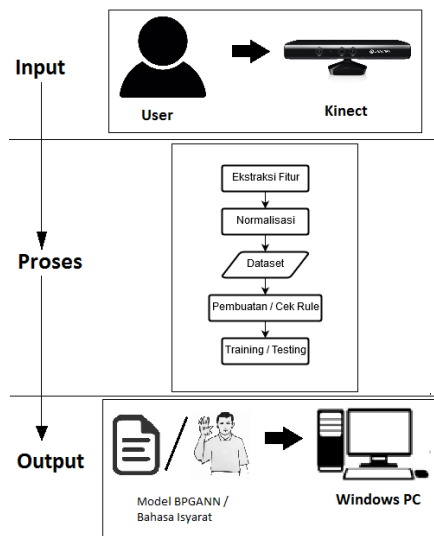 Input
User
Kinect
Proses
Ekstraksi Fitur
Normalisasi
Dataset
Pembuatan / Cek Rule
Training / Testing
Output
Model BPGANN /
Bahasa Isyarat
Windows PC